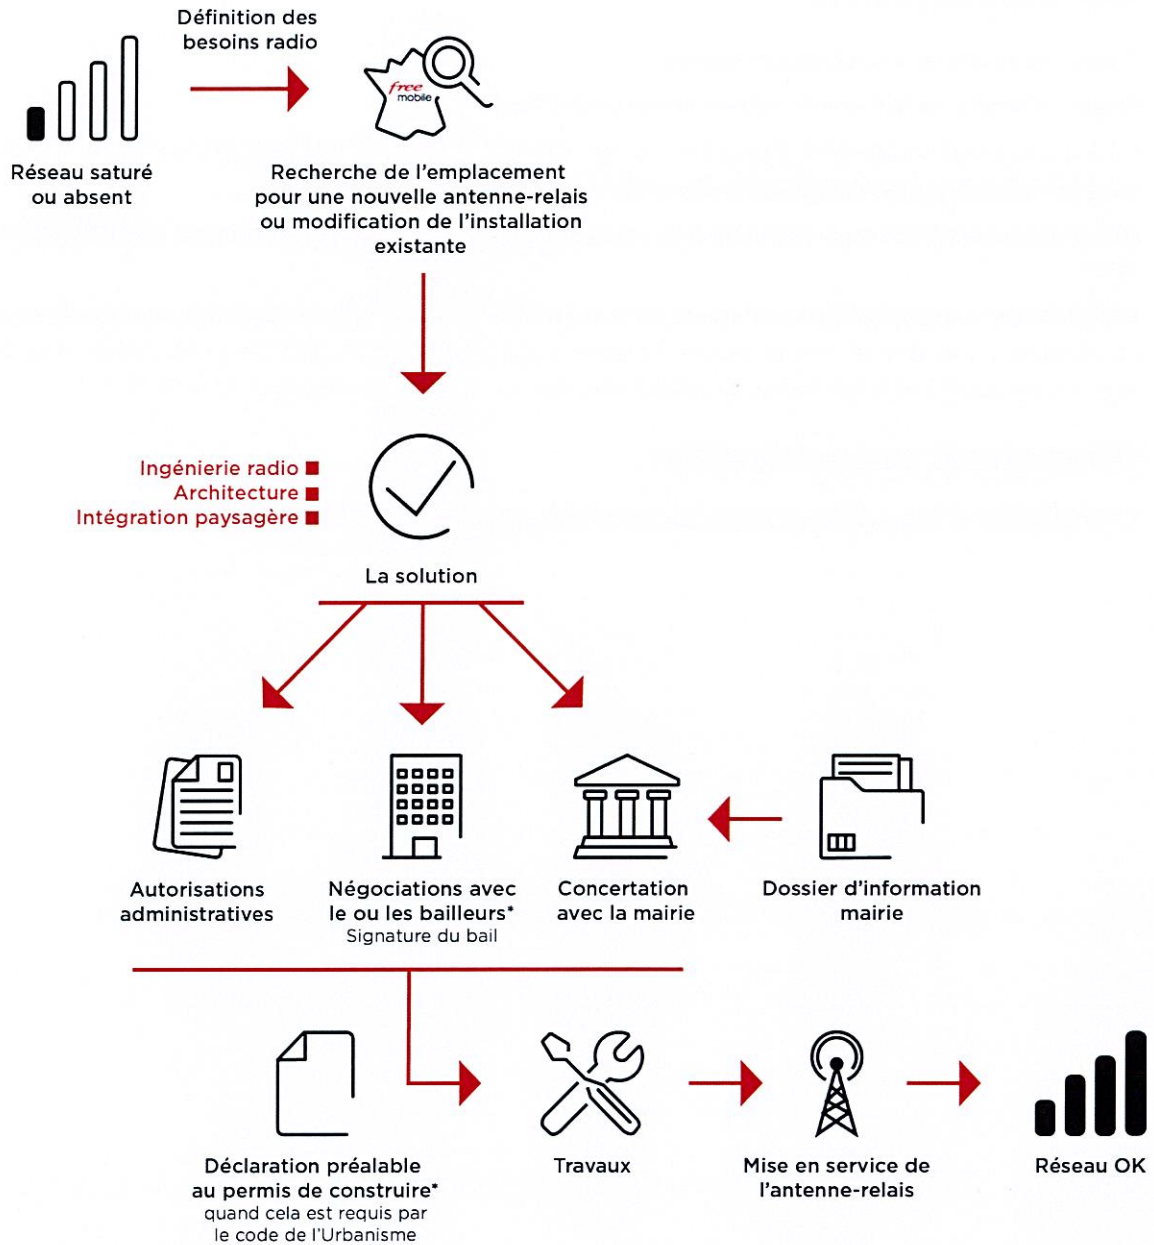 Définition des
besoins radio
free
mobile
Réseau saturé
ou absent
Recherche de l'emplacement
pour une nouvelle antenne-relais
ou modification de l'installation
existante
Ingénierie radio
Architecture
Intégration paysagère
La solution
Autorisations
administratives
Négociations avec
le ou les bailleurs*
Signature du bail
Concertation
avec la mairie
Dossier d'information
mairie
Déclaration préalable
au permis de construire*
quand cela est requis par
le code de l'Urbanisme
Travaux
Mise en service de
l'antenne-relais
Réseau OK